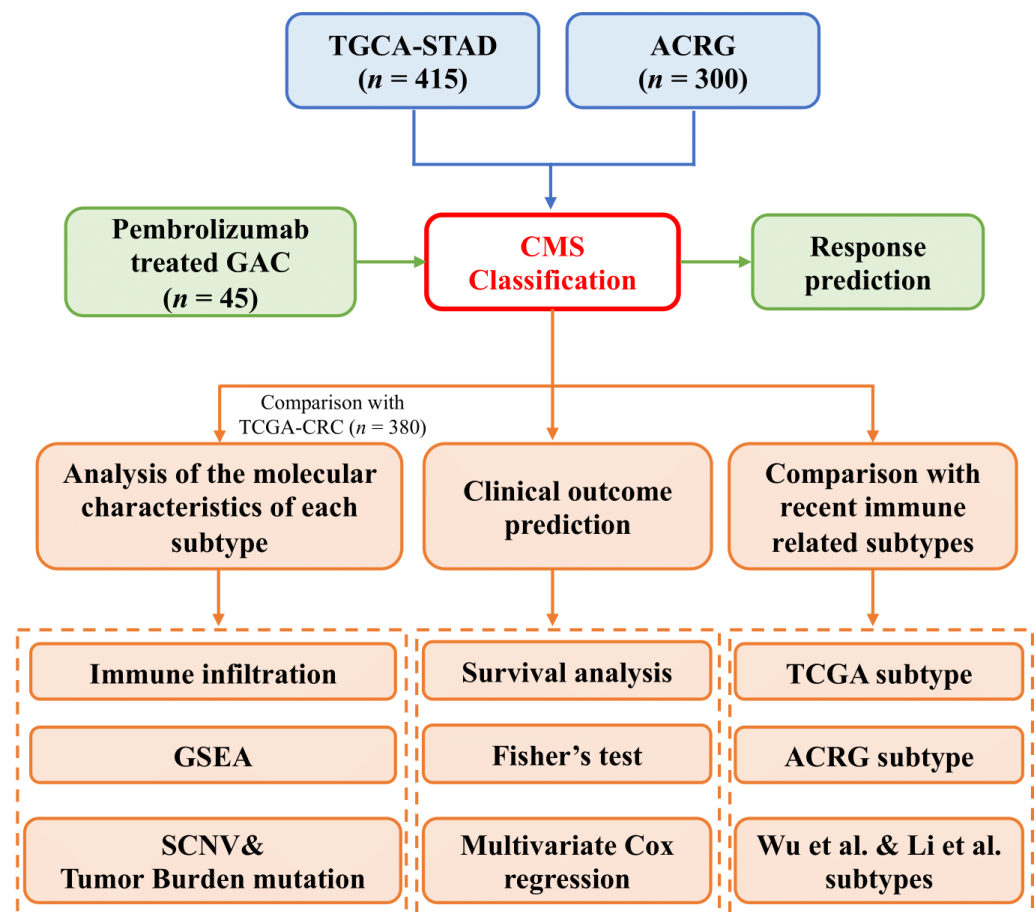 TGCA-STAD
(n = 415)
ACRG
(n = 300)
Pembrolizumab
treated GAC
(n = 45)
CMS
Classification
Response
prediction
Comparison with
TCGA-CRC (n = 380)
Analysis of the molecular
characteristics of each
subtype
Clinical outcome
prediction
Comparison with
recent immune
related subtypes
Immune infiltration
GSEA
SCNV&
Tumor Burden mutation
Survival analysis
Fisher’s test
Multivariate Cox
regression
TCGA subtype
ACRG subtype
Wu et al. & Li et al.
subtypes